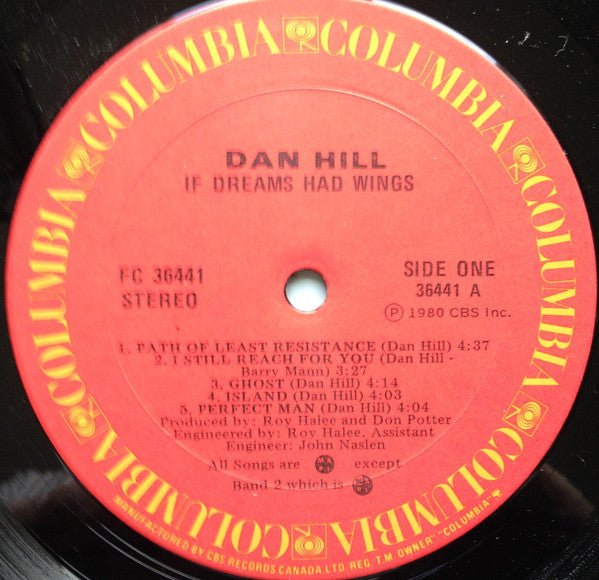 COLUMBIA COLUMBIA COLUMBIA COLUMBIA COLUMBIA COLUMBIA COLUMBIA
DAN HILL
IF DREAMS HAD WINGS
FC 36441
STEREO
SIDE ONE
36441 A
Ⓟ 1980 CBS Inc.
1. PATH OF LEAST RESISTANCE (Dan Hill) 4:37
2. I STILL REACH FOR YOU (Dan Hill -
Barry Mann) 3:27
3. GHOST (Dan Hill) 4:14
4. ISLAND (Dan Hill) 4:03
5. PERFECT MAN (Dan Hill) 4:04
Produced by: Roy Halee and Don Potter
Engineered by: Roy Halee, Assistant
Engineer: John Naslen
All Songs are except
Band 2 which is
MANUFACTURED BY CBS RECORDS CANADA LTD. REG. T.M. OWNER "COLUMBIA"